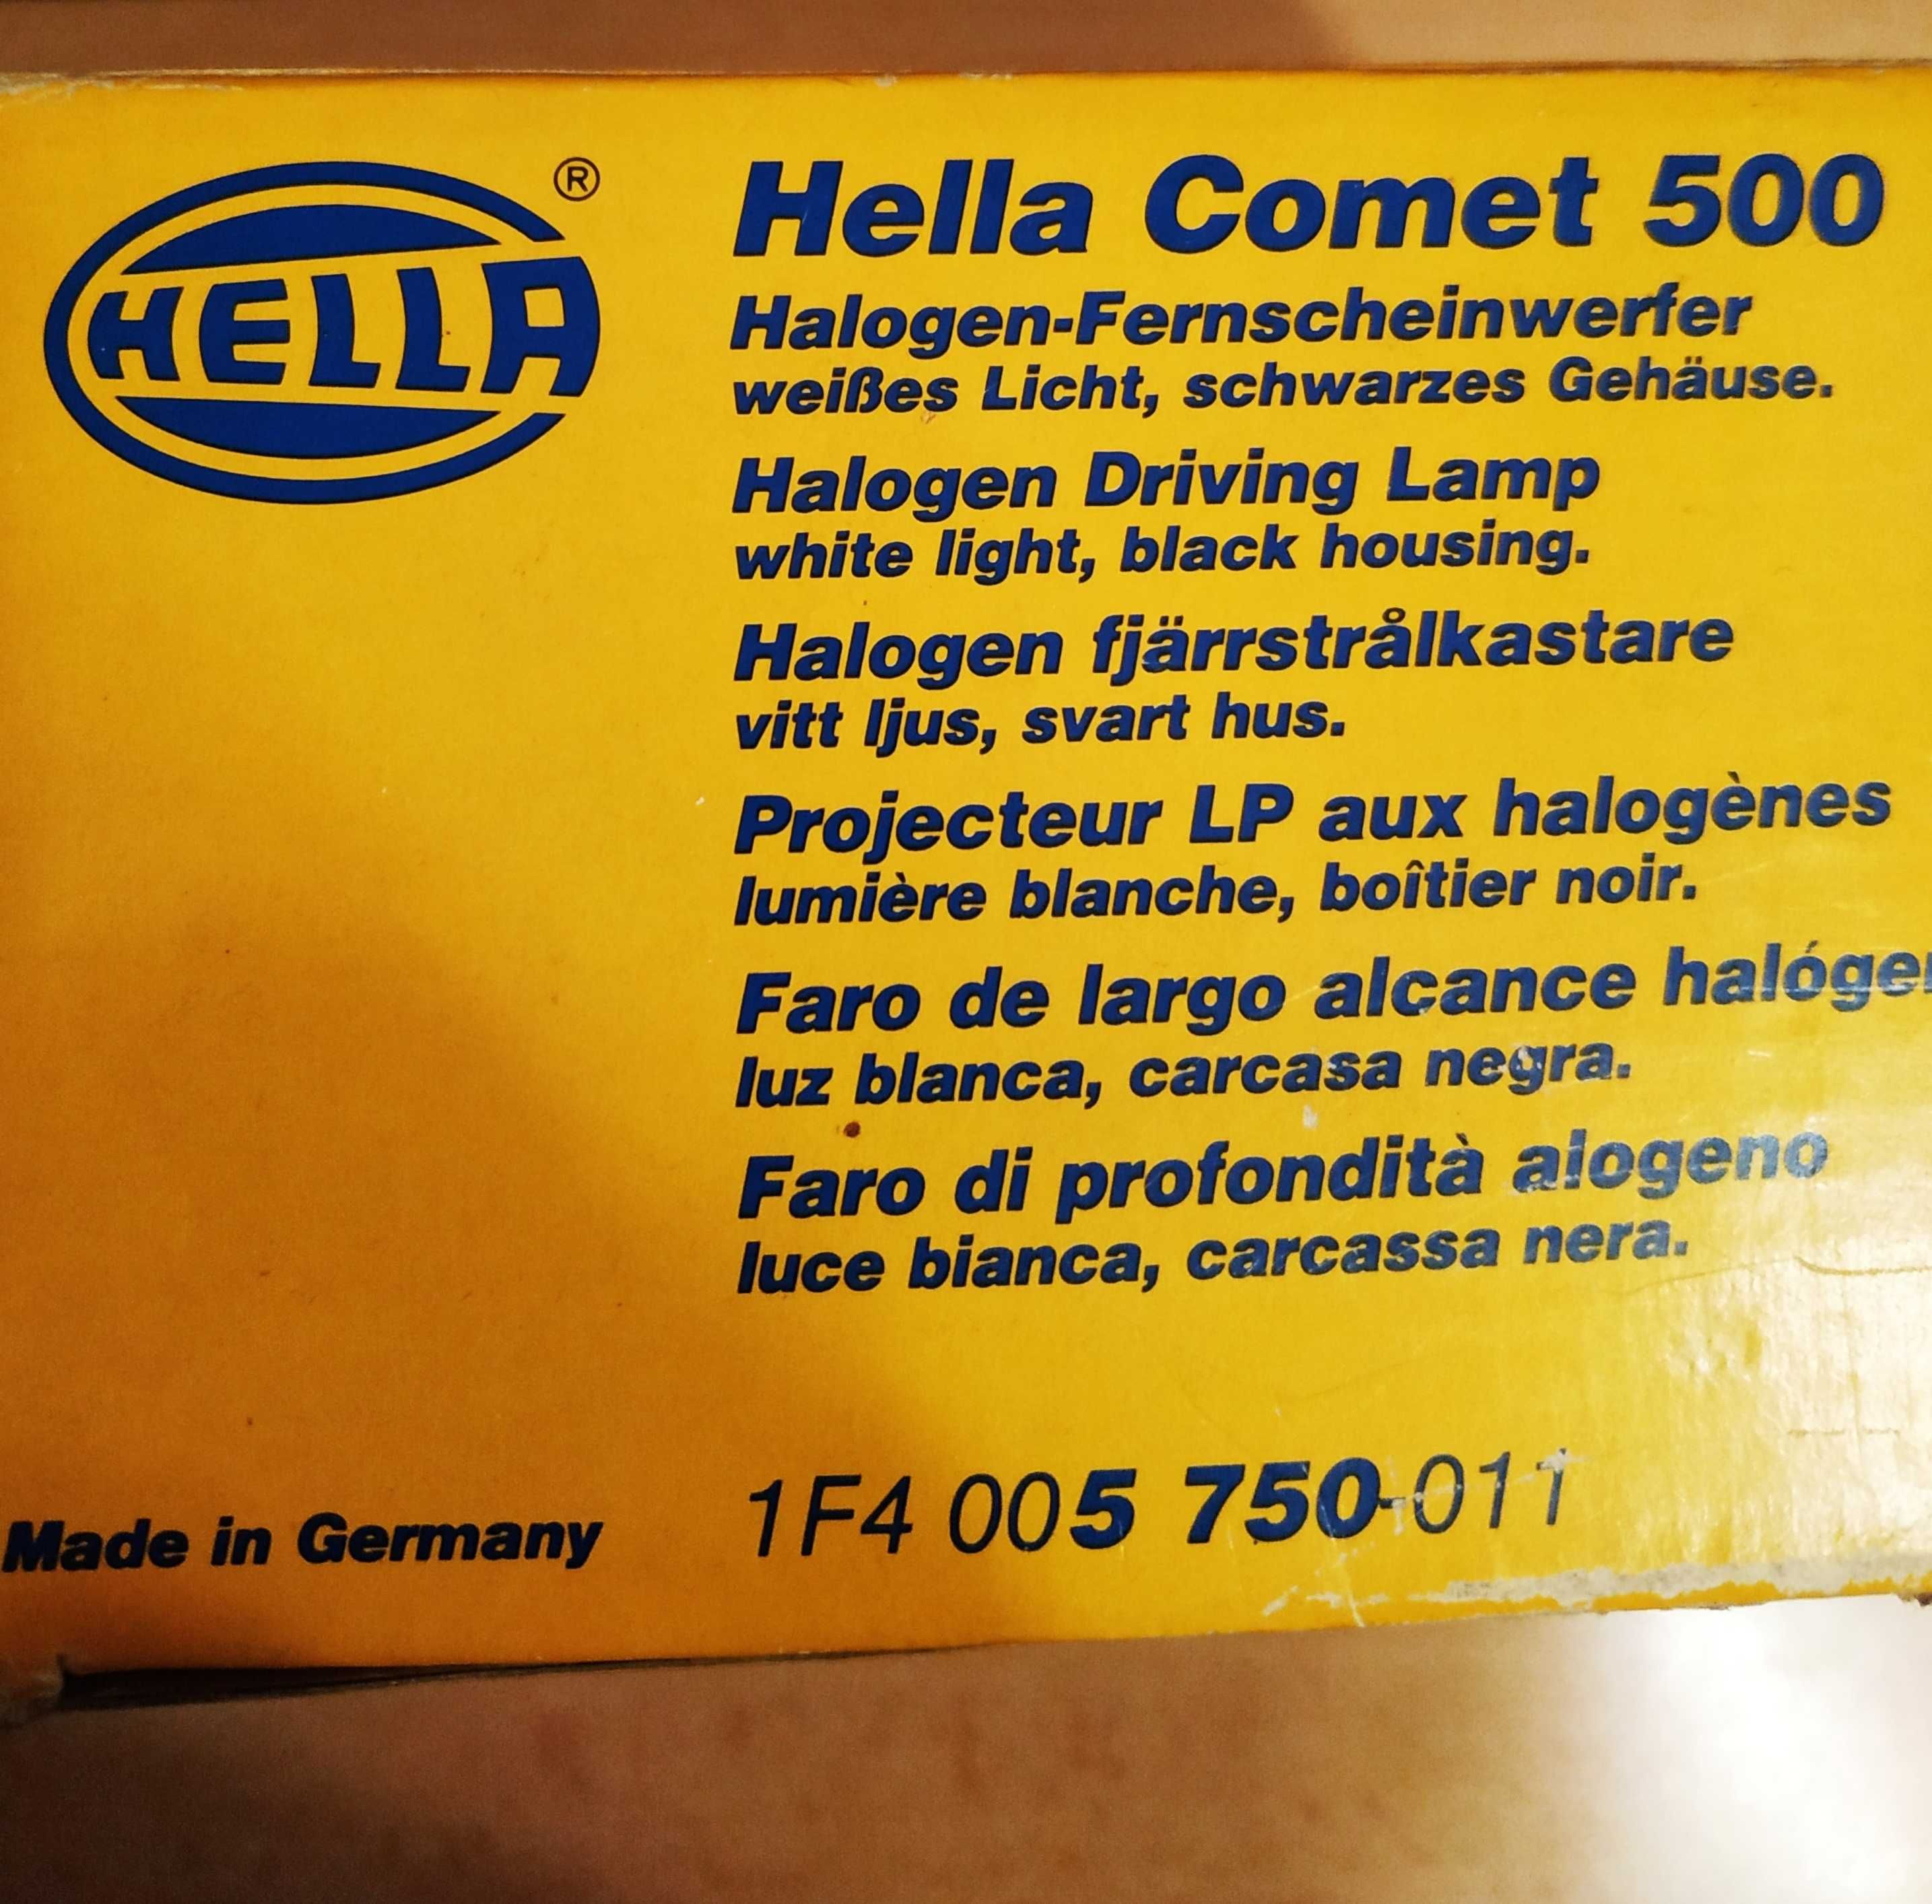 HELLA ®
Hella Comet 500
Halogen-Fernscheinwerfer
weißes Licht, schwarzes Gehäuse.
Halogen Driving Lamp
white light, black housing.
Halogen fjärrstrålkastare
vitt ljus, svart hus.
Projecteur LP aux halogènes
lumière blanche, boîtier noir.
Faro de largo alcance
luz blanca, carcasa negra.
Faro di profondità alogeno
luce bianca, carcassa nera.
Made in Germany
1F4 005 750-011